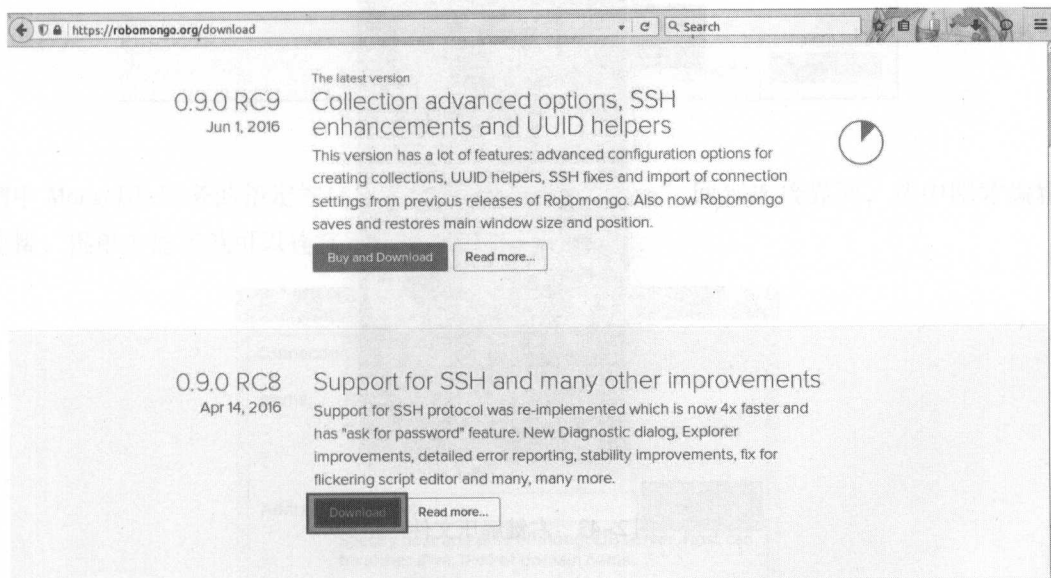 https://robomongo.org/download
Search
The latest version
0.9.0 RC9
Jun 1, 2016
Collection advanced options, SSH
enhancements and UUID helpers
This version has a lot of features: advanced configuration options for
creating collections, UUID helpers, SSH fixes and import of connection
settings from previous releases of Robomongo. Also now Robomongo
saves and restores main window size and position.
Buy and Download
Read more...
0.9.0 RC8
Apr 14, 2016
Support for SSH and many other improvements
Support for SSH protocol was re-implemented which is now 4x faster and
has "ask for password" feature. New Diagnostic dialog, Explorer
improvements, detailed error reporting, stability improvements, fix for
flickering script editor and many, many more.
Download
Read more...